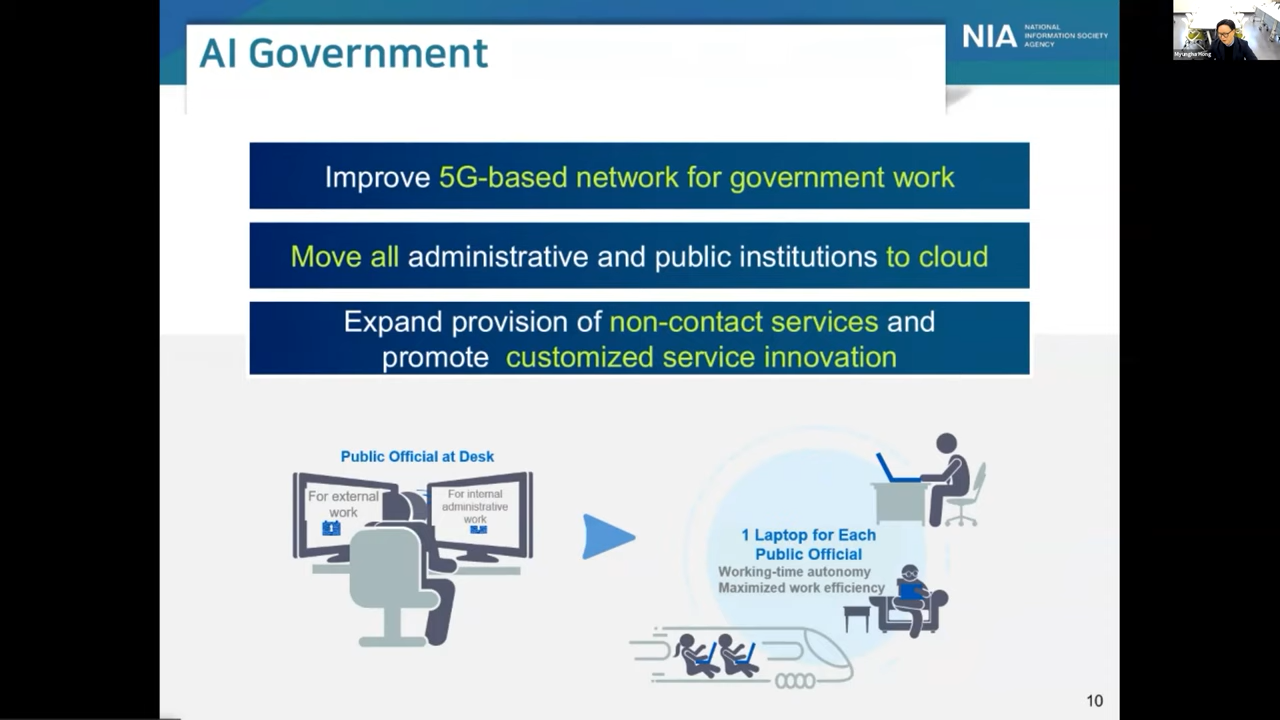 AI Government
NIA
NATIONAL
INFORMATION SOCIETY
AGENCY
Myungha Hong
Improve 5G-based network for government work
Move all administrative and public institutions to cloud
Expand provision of non-contact services and
promote customized service innovation
Public Official at Desk
For external
work
For internal
administrative
work
1 Laptop for Each
Public Official
Working-time autonomy
Maximized work efficiency
10